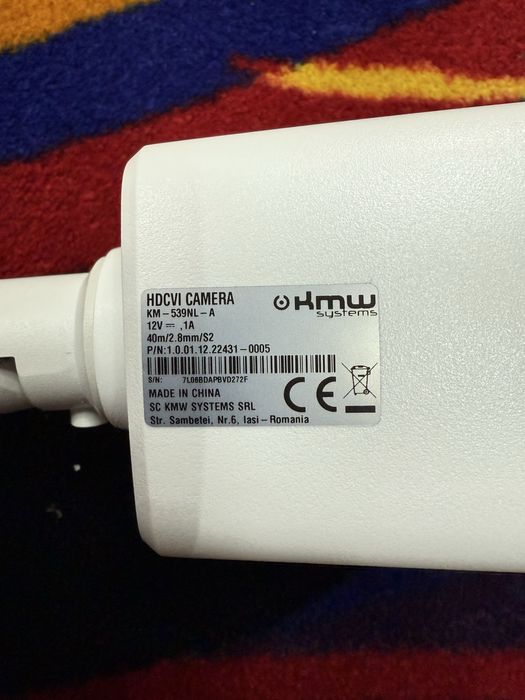 HDCVI CAMERA
KMW
systems
KM-539NL-A
12V ⎓ ,1A
40m/2.8mm/S2
P/N:1.0.01.12.22431-0005
S/N: 7L08BDAPBVD272F
MADE IN CHINA
SC KMW SYSTEMS SRL
Str. Sambetei, Nr.6, Iasi-Romania
CE